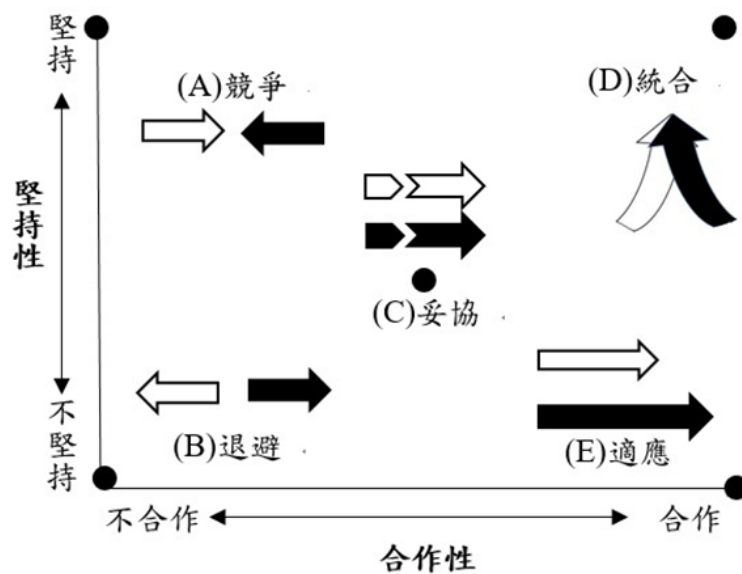 堅持
(A)競爭
(D)統合
堅持性
(C)妥協
不堅持
(B)退避
(E)適應
不合作
合作
合作性